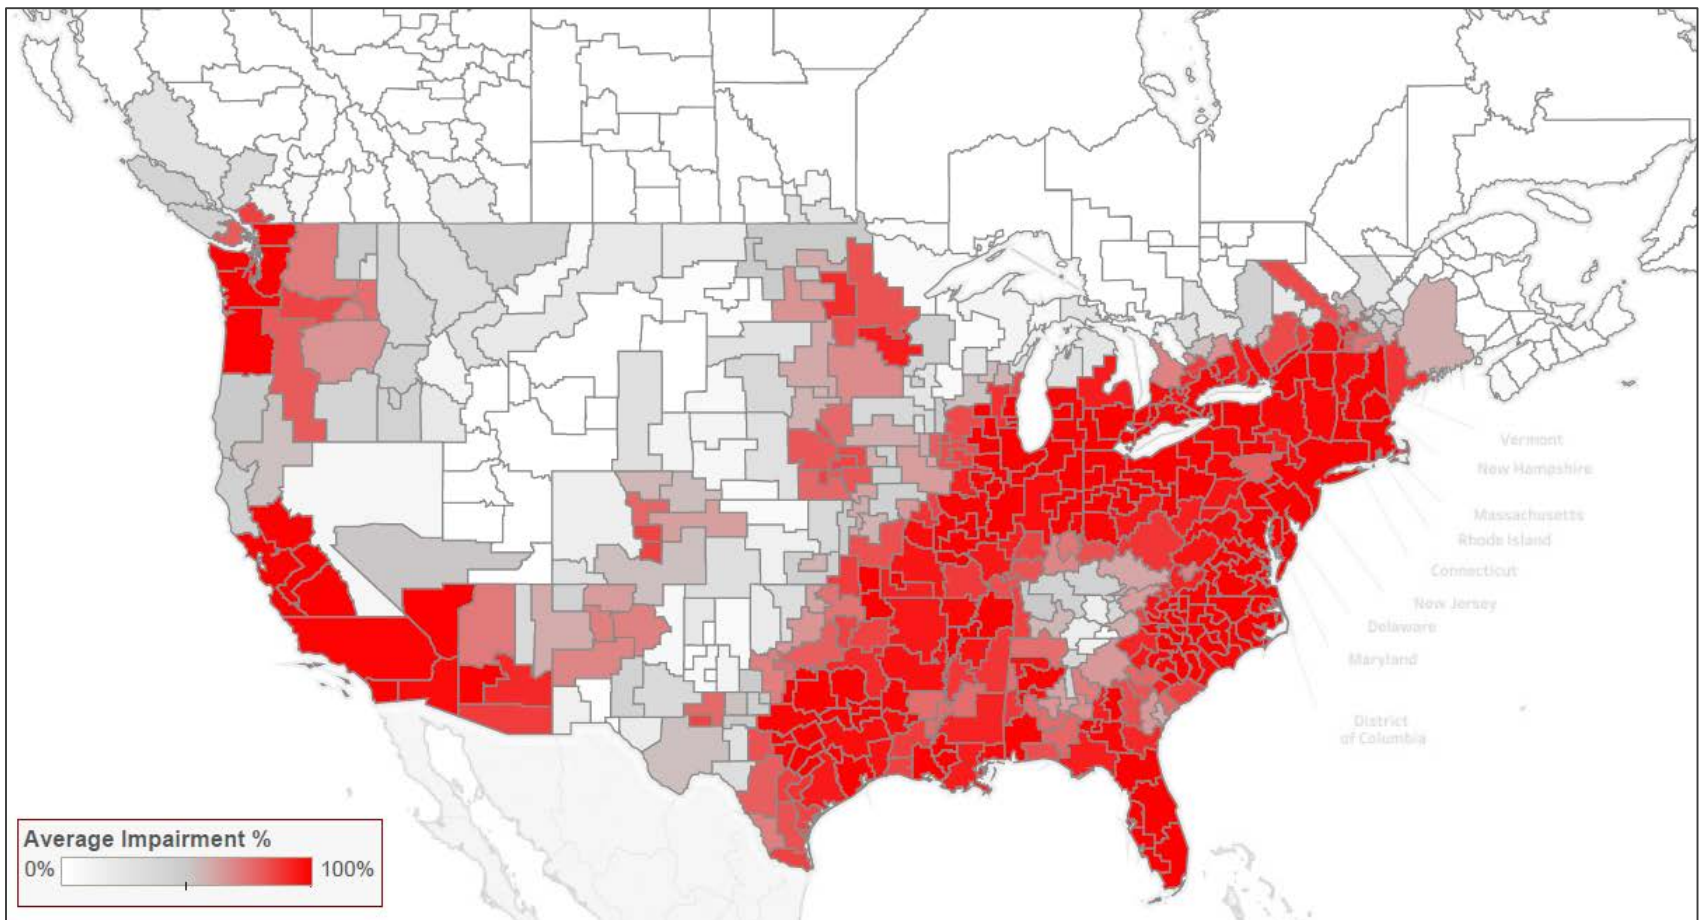 Vermont
New Hampshire
Massachusetts
Rhode Island
Connecticut
New Jersey
Delaware
Maryland
District
of Columbia
Average Impairment %
0%
100%